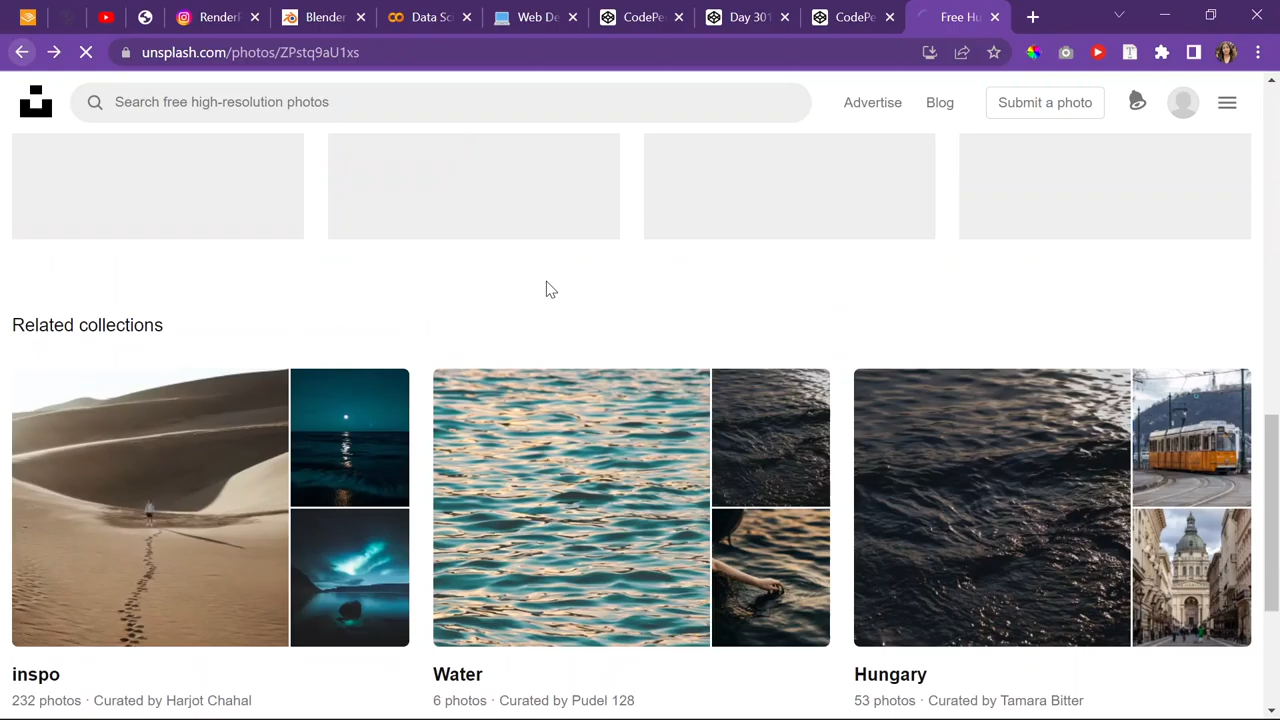 RenderP
Blender
Data Sc
Web De
CodePe
Day 301
CodePe
Free Hu
unsplash.com/photos/ZPstq9aU1xs
Search free high-resolution photos
Advertise
Blog
Submit a photo
Related collections
inspo
232 photos · Curated by Harjot Chahal
Water
6 photos · Curated by Pudel 128
Hungary
53 photos · Curated by Tamara Bitter